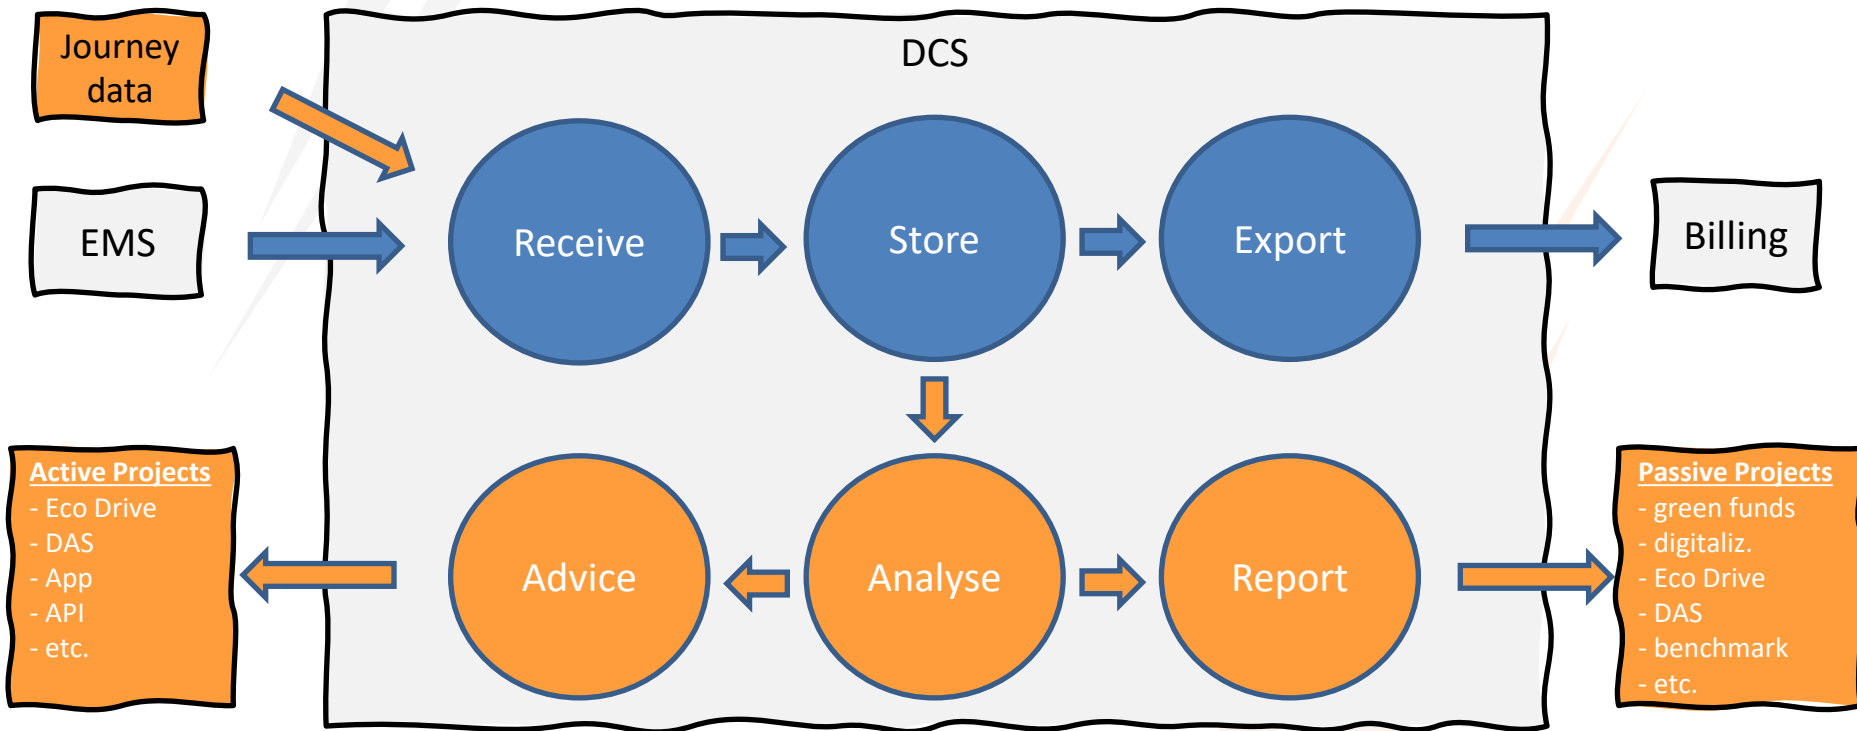 Journey
data
DCS
EMS
Receive
Store
Export
Billing
Active Projects
- Eco Drive
- DAS
- App
- API
- etc.
Advice
Analyse
Report
Passive Projects
- green funds
- digitaliz.
- Eco Drive
- DAS
- benchmark
- etc.